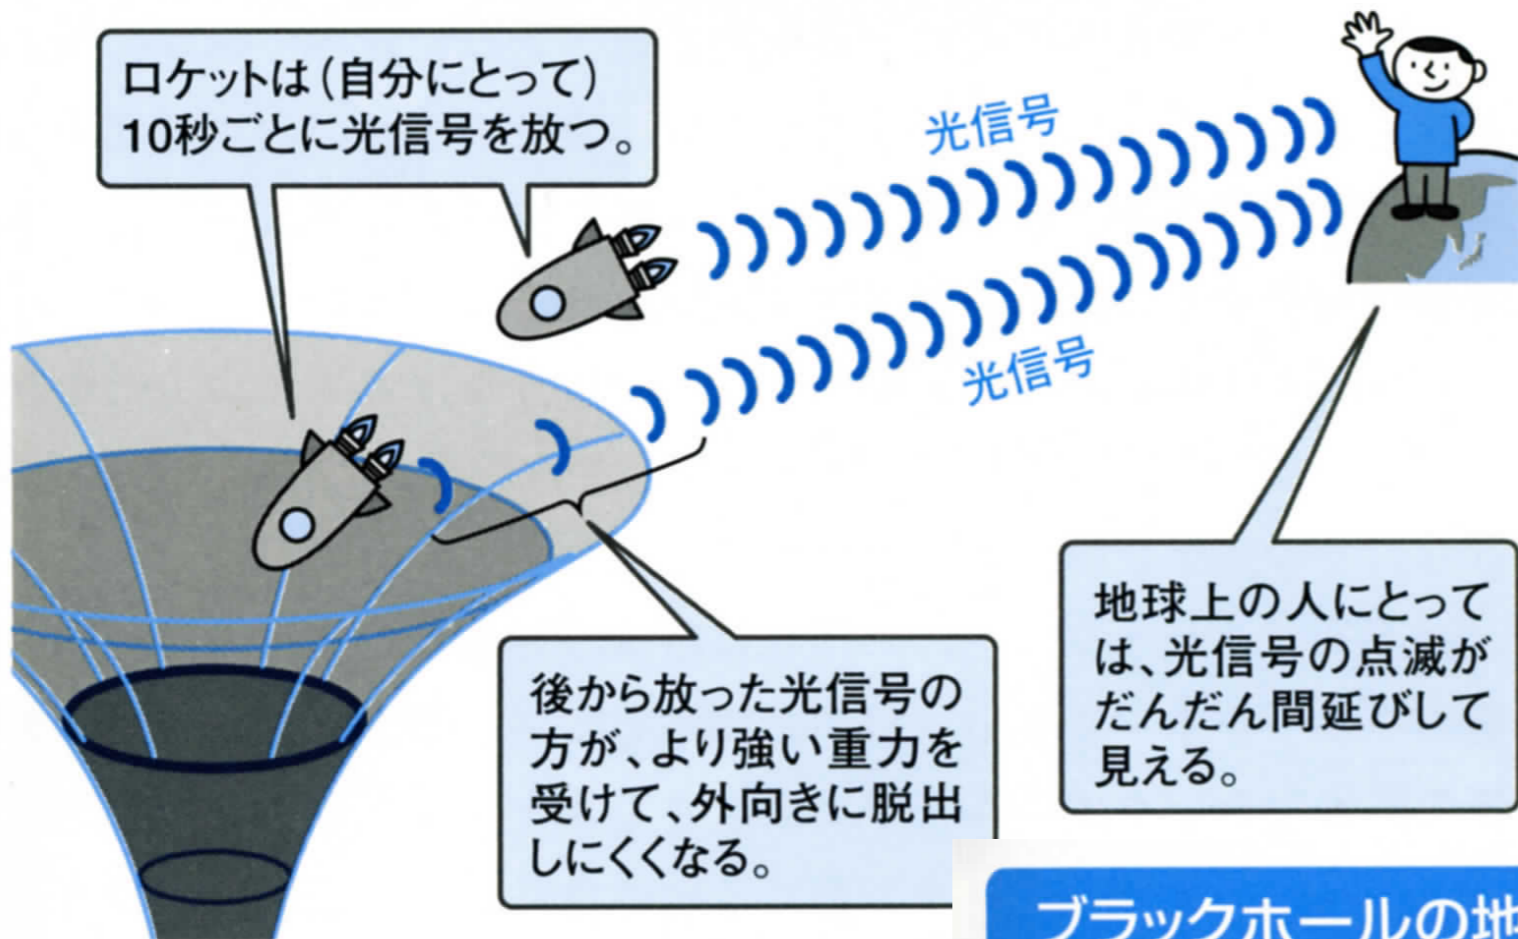 ロケットは(自分にとって)
10秒ごとに光信号を放つ。
光信号
光信号
後から放った光信号の
方が、より強い重力を
受けて、外向きに脱出
しにくくなる。
地球上の人にとって
は、光信号の点滅が
だんだん間延びして
見える。
ブラックホールの地